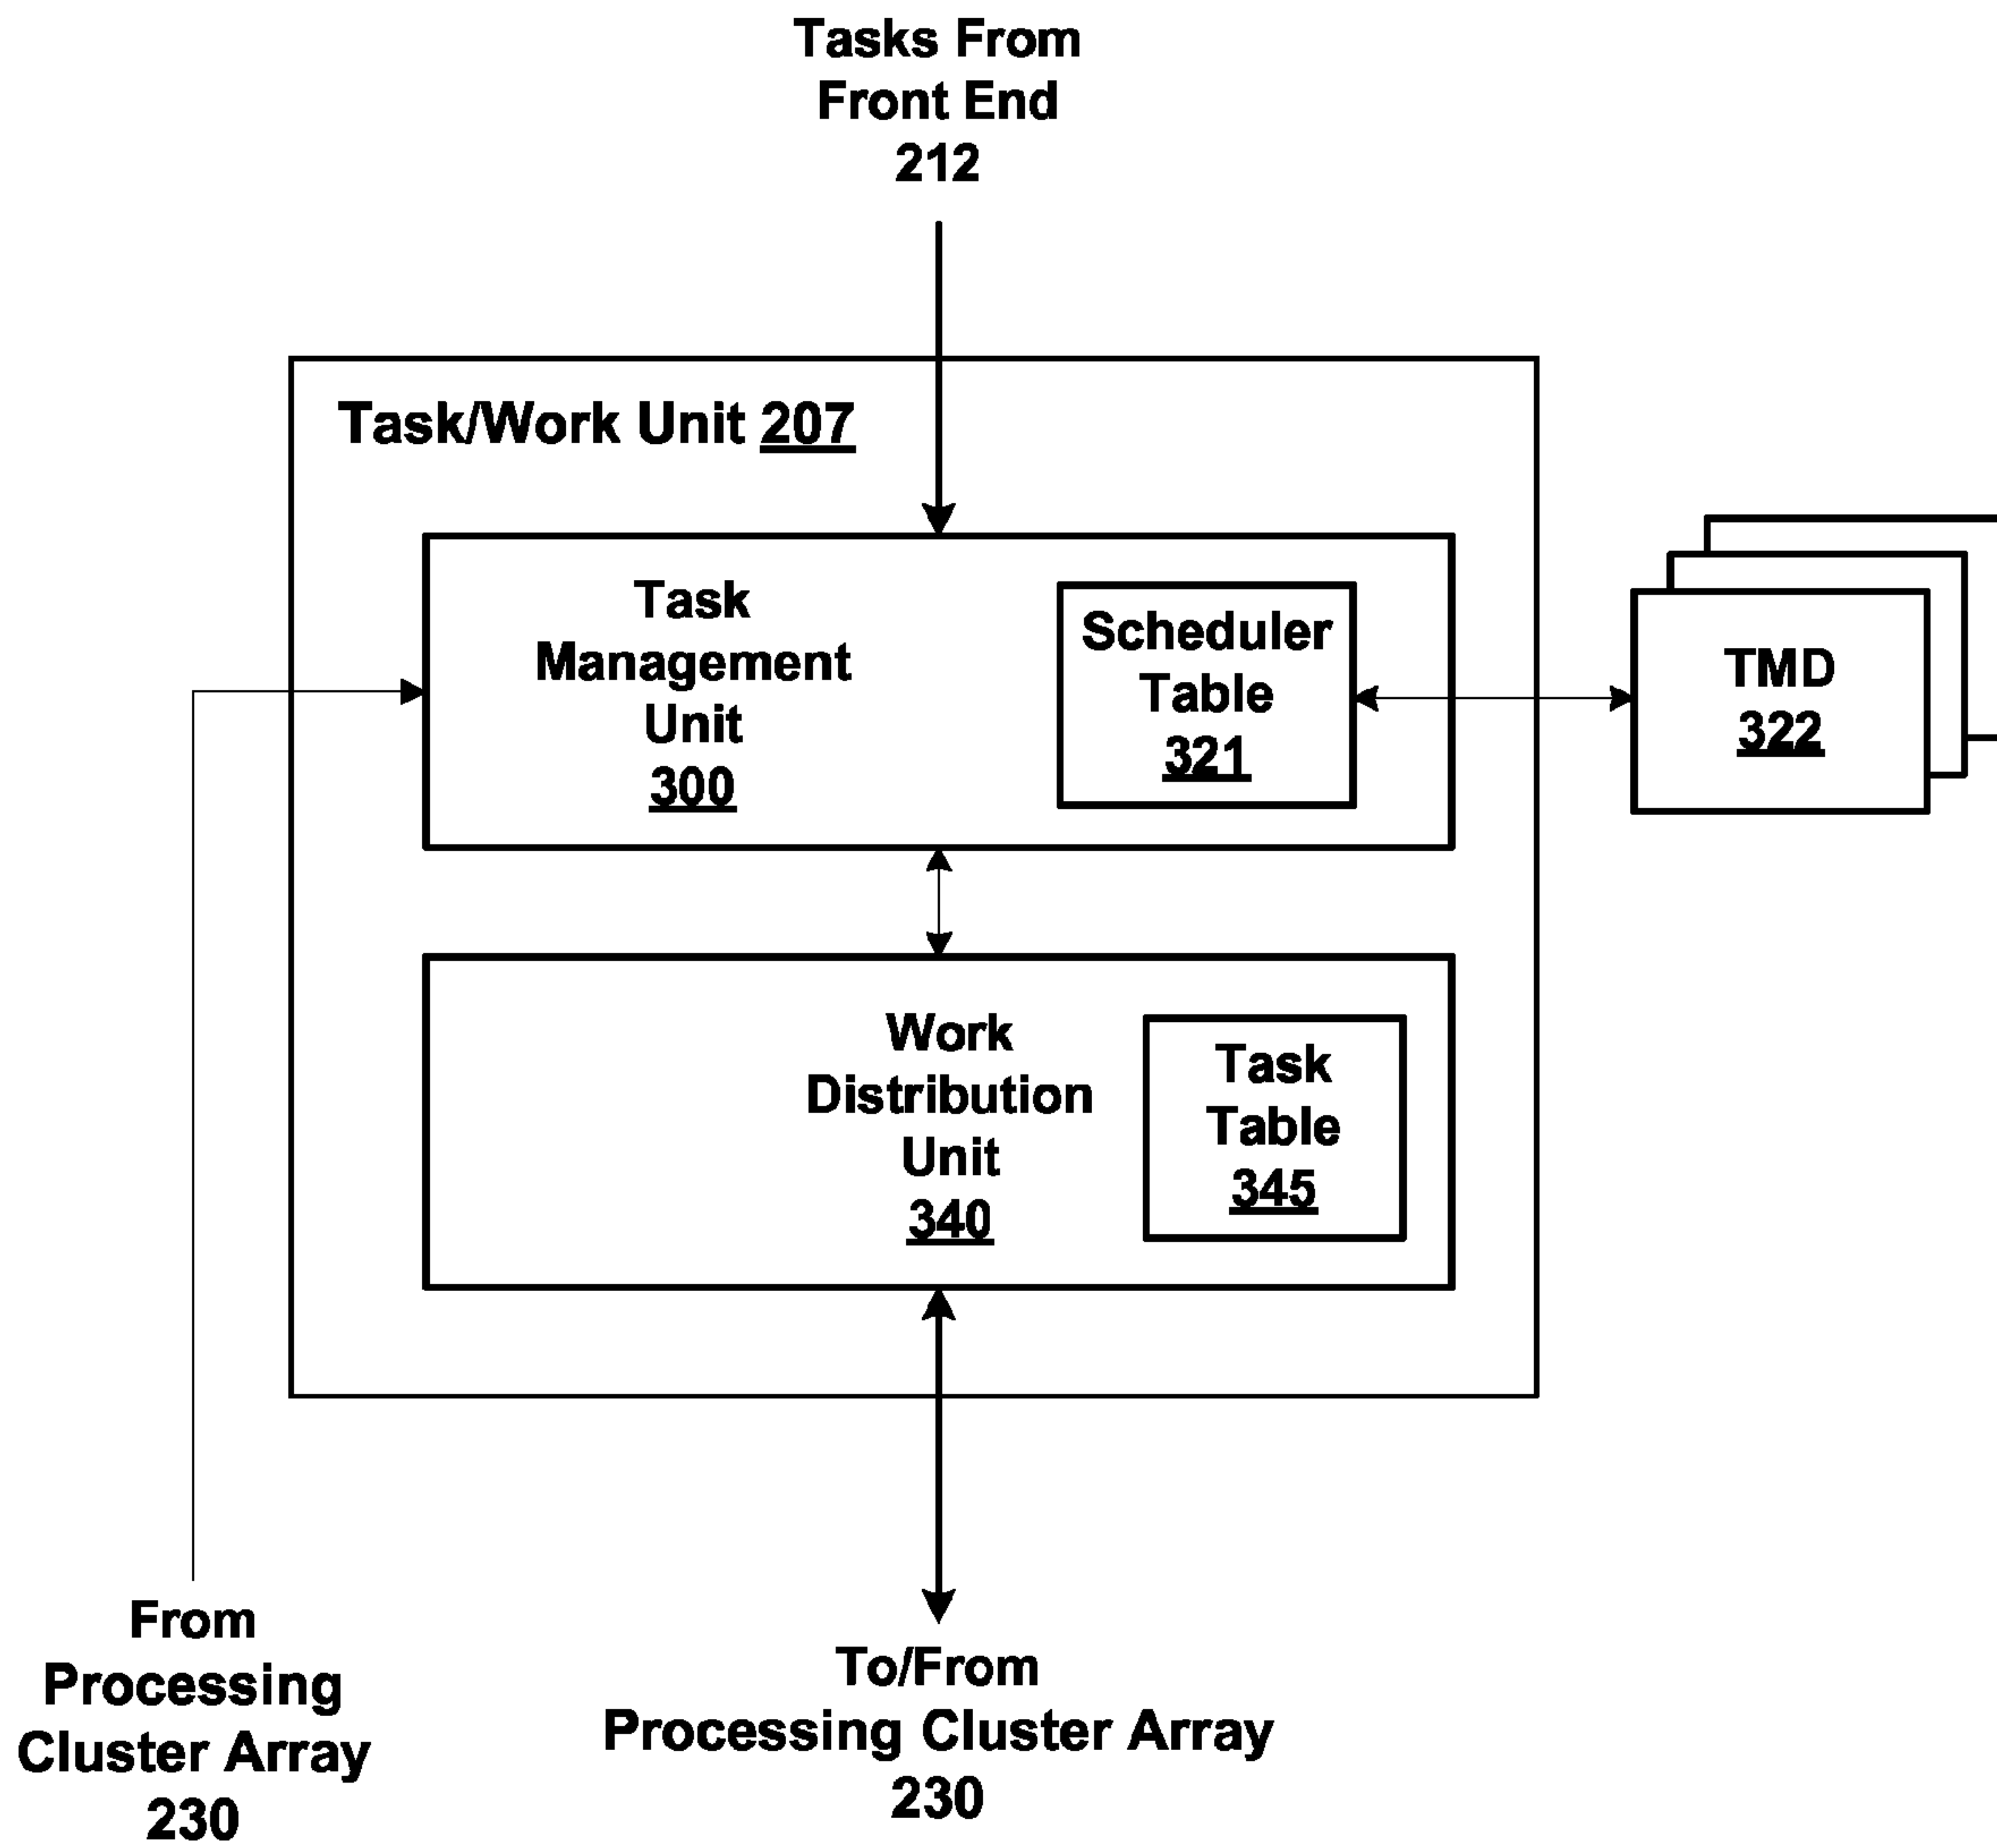 Tasks From
Front End
212
Task/Work Unit 207
Task
Management
Unit
300
Scheduler
Table
321
TMD
322
Work
Distribution
Unit
340
Task
Table
345
From
Processing
Cluster Array
230
To/From
Processing Cluster Array
230